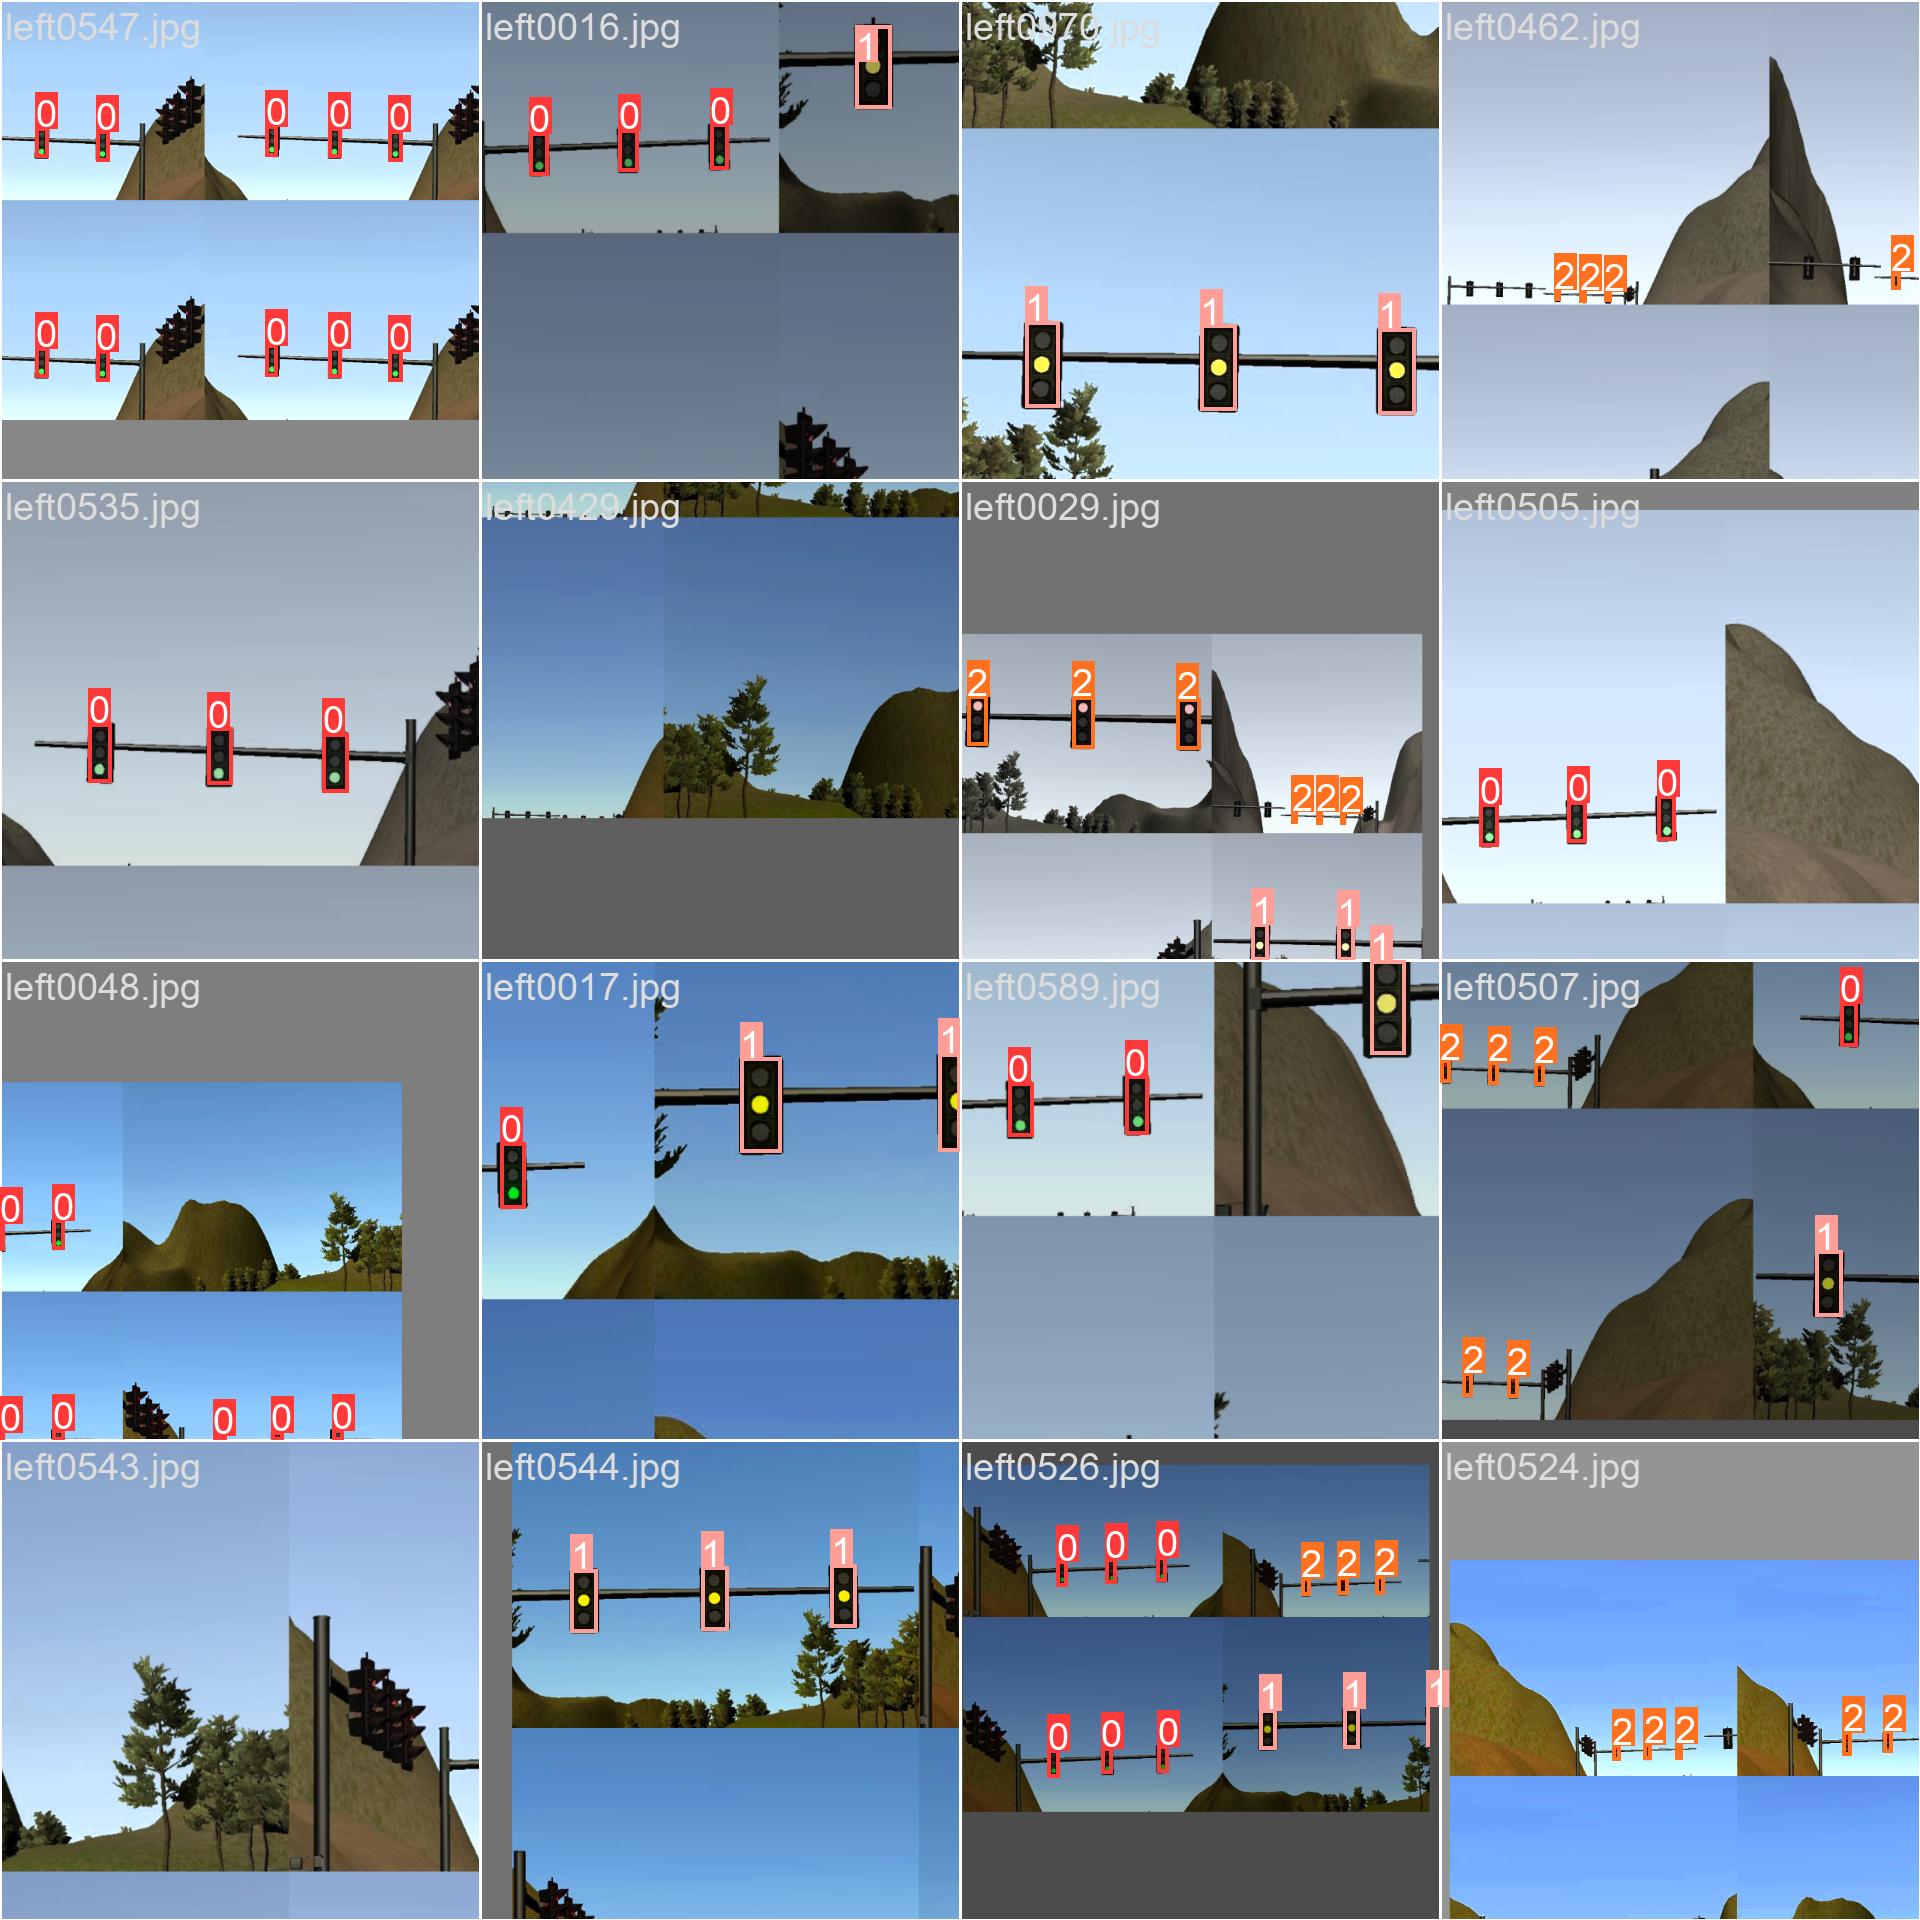 left0547.jpg left0016.jpg left0970.jpg left0462.jpg
0 0 0 0 0
0 0 0 1
1 1 1
2 2 2 2
0 0 0 0 0
left0535.jpg left0429.jpg left0029.jpg left0505.jpg
0 0 0
2 2 2
2 2 2
1 1 1
0 0 0
left0048.jpg left0017.jpg left0589.jpg left0507.jpg
0 0
0 0 0 0 0
0 1 1
0 0
2 2 2 0
1
2 2
left0543.jpg left0544.jpg left0526.jpg left0524.jpg
1 1 1
0 0 0 2 2 2
0 0 0 1 1 1
2 2 2 2 2